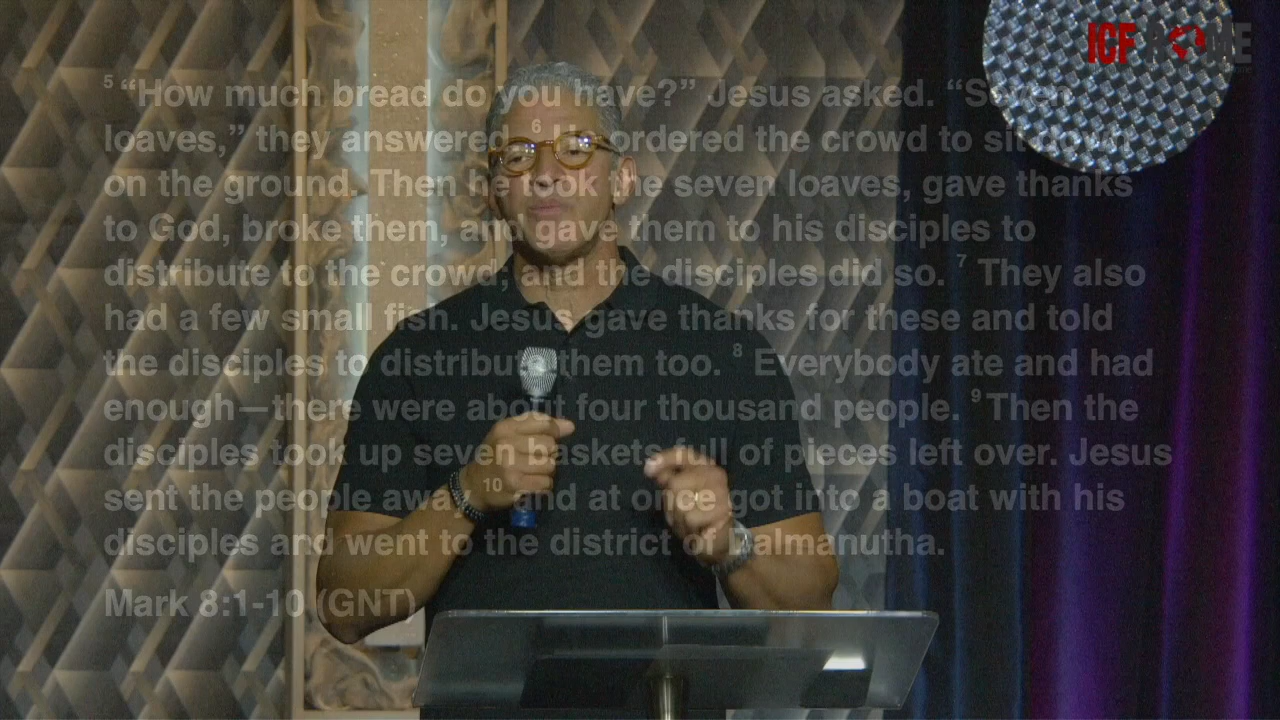 ICF ROME
⁵ “How much bread do you have?” Jesus asked. “Seven
loaves,” they answered. ⁶ ordered the crowd to sit down
on the ground. Then took the seven loaves, gave thanks
to God, broke them, and gave them to his disciples to
distribute to the crowd; and the disciples did so. ⁷ They also
had a few small fish. Jesus gave thanks for these and told
the disciples to distribute them too. ⁸ Everybody ate and had
enough—there were about four thousand people. ⁹ Then the
disciples took up seven baskets full of pieces left over. Jesus
sent the people away ¹⁰ and at once got into a boat with his
disciples and went to the district of Dalmanutha.
Mark 8:1-10 (GNT)